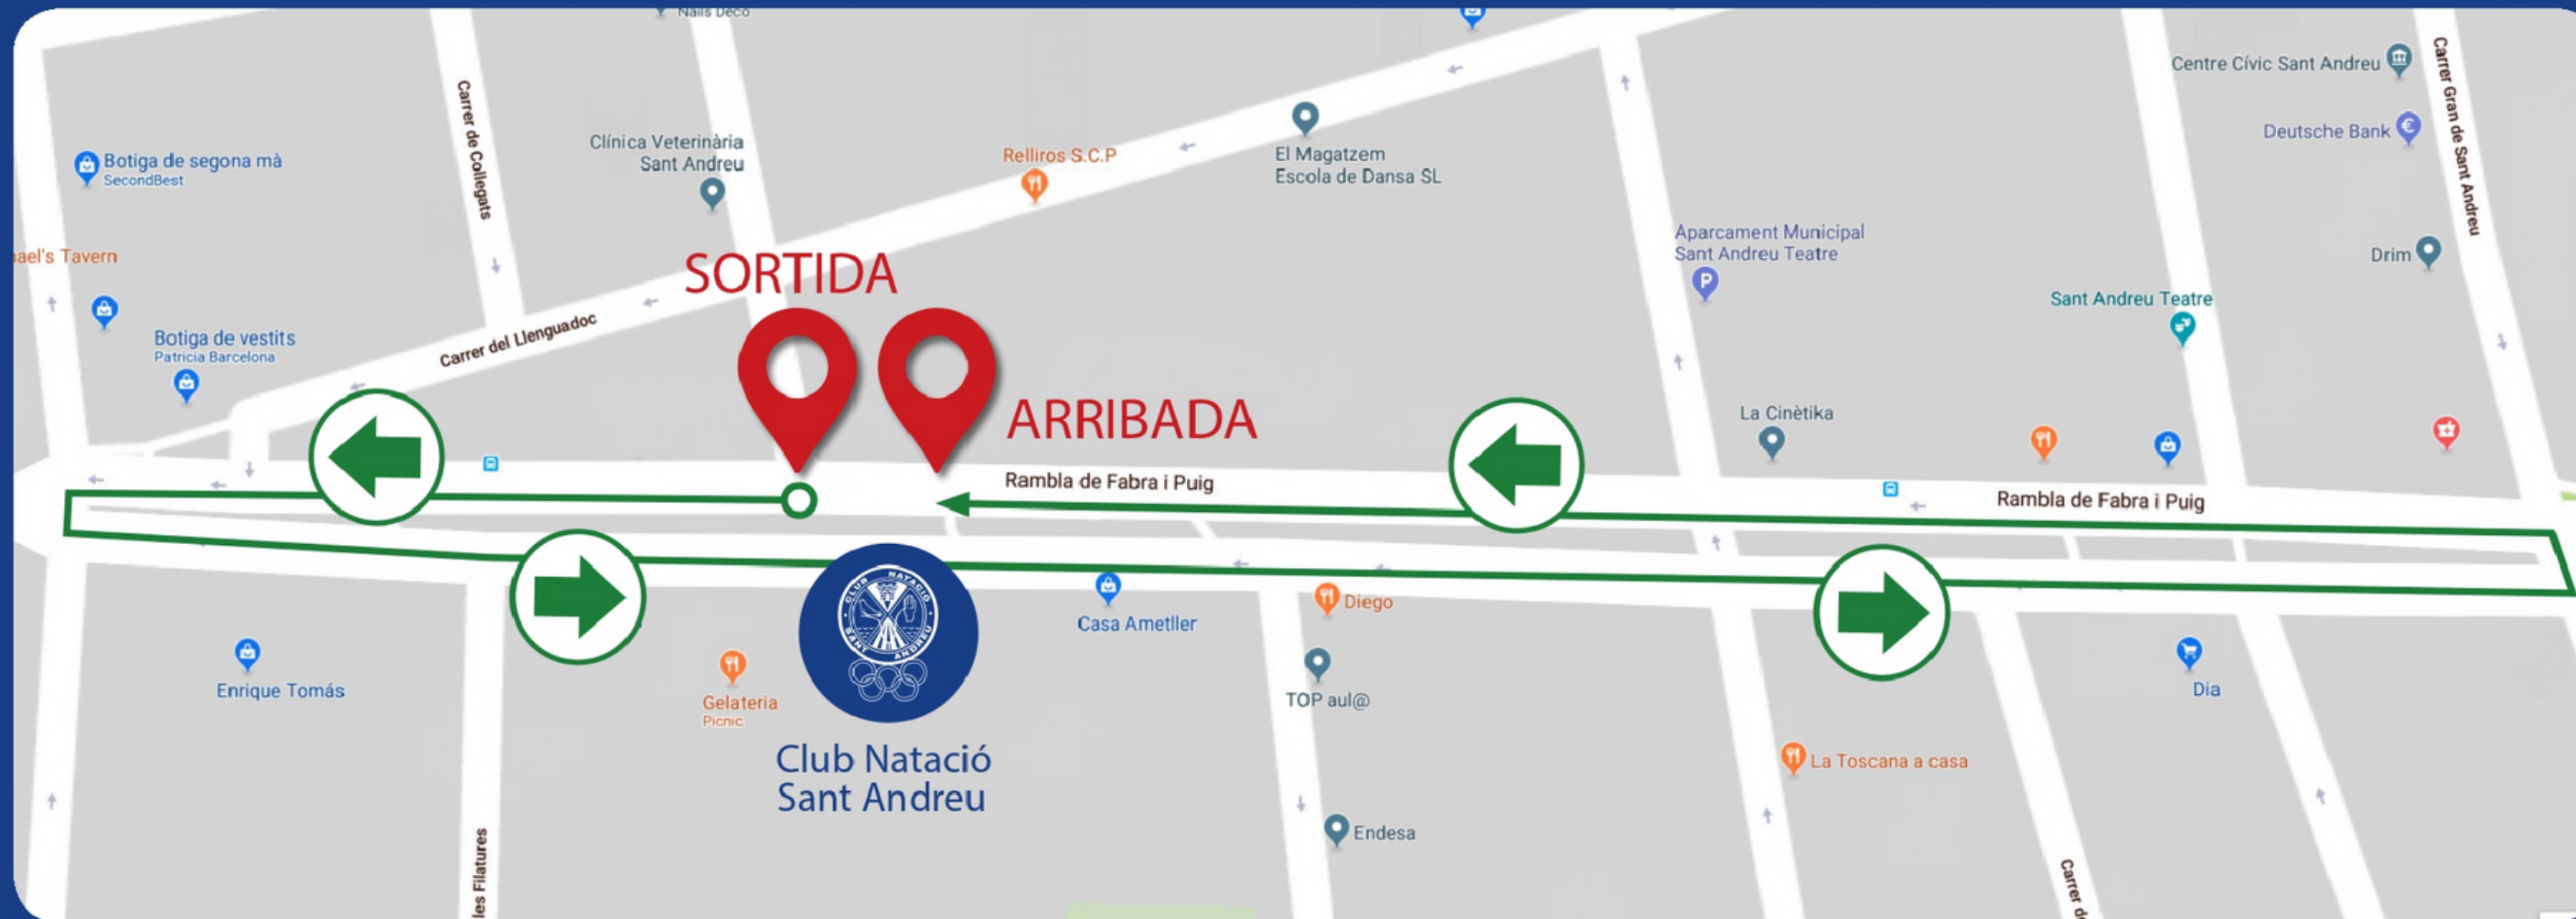 Nails Deco
Centre Cívic Sant Andreu
Carrer Gran de Sant Andreu
Carrer de Collegats
Deutsche Bank
Clínica Veterinària
Sant Andreu
Relliros S.C.P
El Magatzem
Escola de Dansa SL
Botiga de segona mà
SecondBest
Aparcament Municipal
Sant Andreu Teatre
ael's Tavern
Drim
SORTIDA
Sant Andreu Teatre
Carrer del Llenguadoc
Botiga de vestits
Patricia Barcelona
ARRIBADA
La Cinètika
Rambla de Fabra i Puig
Rambla de Fabra i Puig
P
€
CLUB NATACIÓ
SANT ANDREU
Casa Ametller
Diego
Enrique Tomás
Gelateria
Picnic
TOP aul@
Dia
Club Natació
Sant Andreu
La Toscana a casa
Endesa
les Filatures
Carrer d